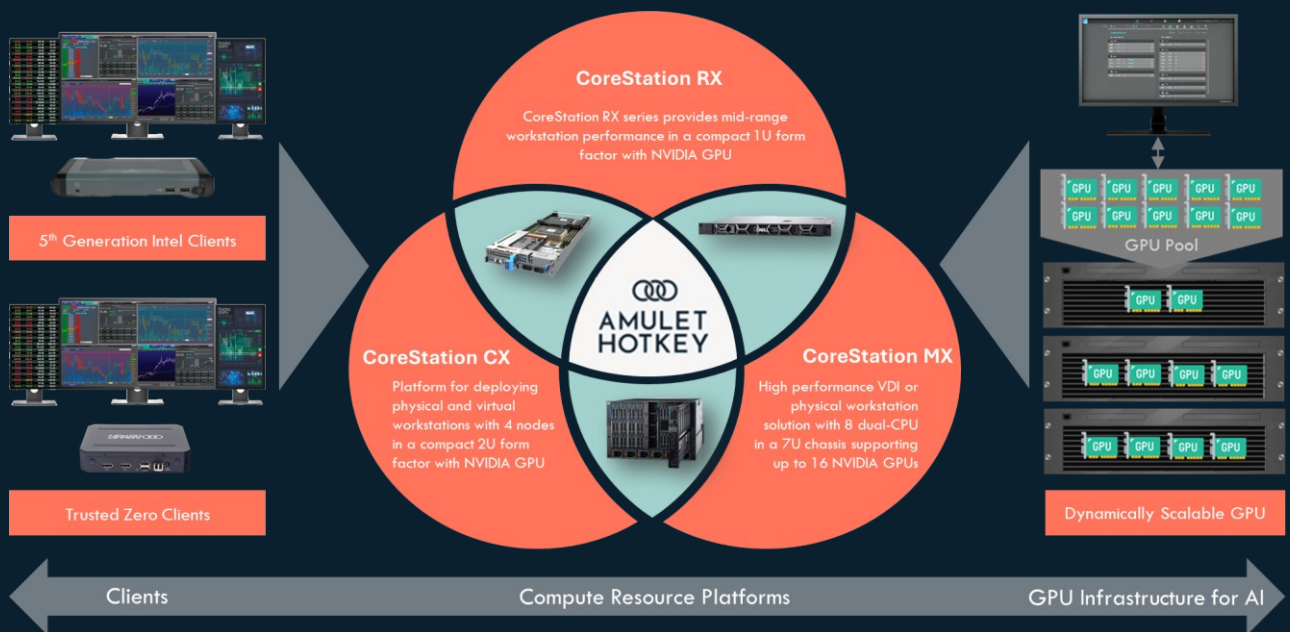 CoreStation RX
CoreStation RX series provides mid-range
workstation performance in a compact 1U form
factor with NVIDIA GPU
5th Generation Intel Clients
Trusted Zero Clients
AMULET
HOTKEY
CoreStation CX
Platform for deploying
physical and virtual
workstations with 4 nodes
in a compact 2U form
factor with NVIDIA GPU
CoreStation MX
High performance VDI or
physical workstation
solution with 8 dual-CPU
in a 7U chassis supporting
up to 16 NVIDIA GPUs
DELL
GPU GPU GPU GPU GPU
GPU GPU GPU GPU GPU
GPU Pool
GPU GPU
GPU GPU GPU GPU
GPU GPU GPU GPU
Dynamically Scalable GPU
Clients
Compute Resource Platforms
GPU Infrastructure for AI